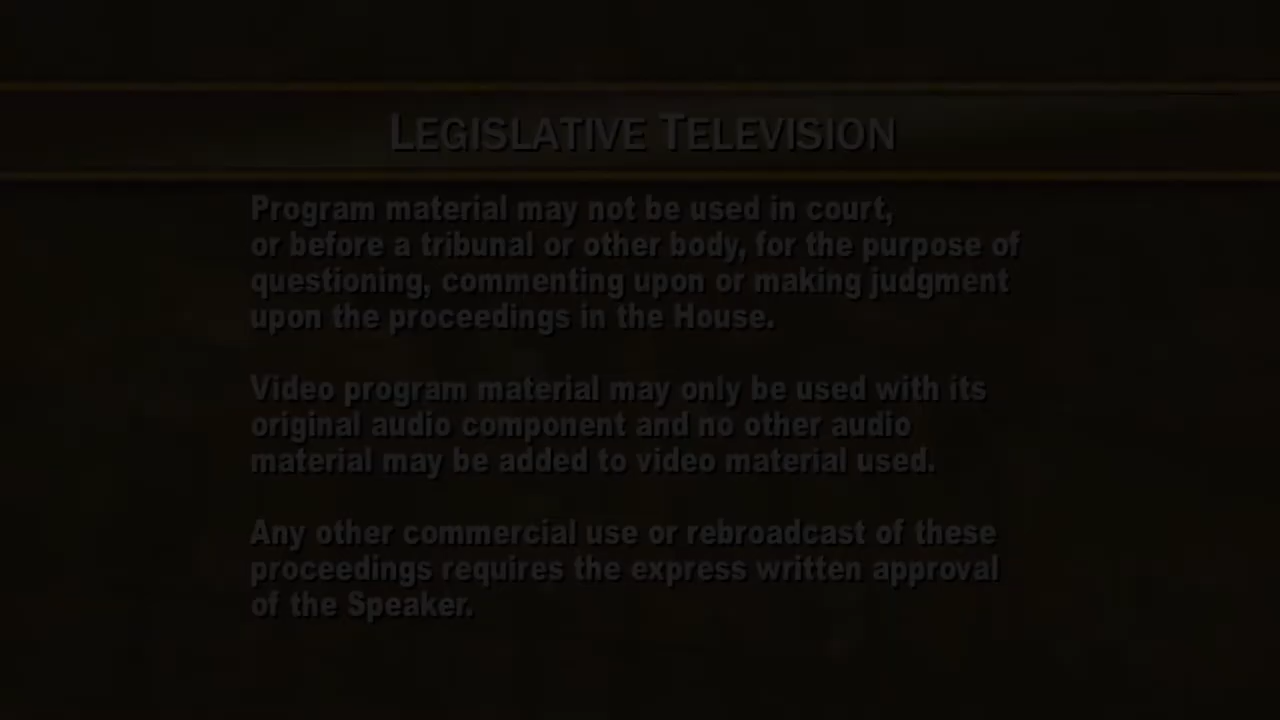 LEGISLATIVE TELEVISION
Program material may not be used in court,
or before a tribunal or other body, for the purpose of
questioning, commenting upon or making judgment
upon the proceedings in the House.
Video program material may only be used with its
original audio component and no other audio
material may be added to video material used.
Any other commercial use or rebroadcast of these
proceedings requires the express written approval
of the Speaker.